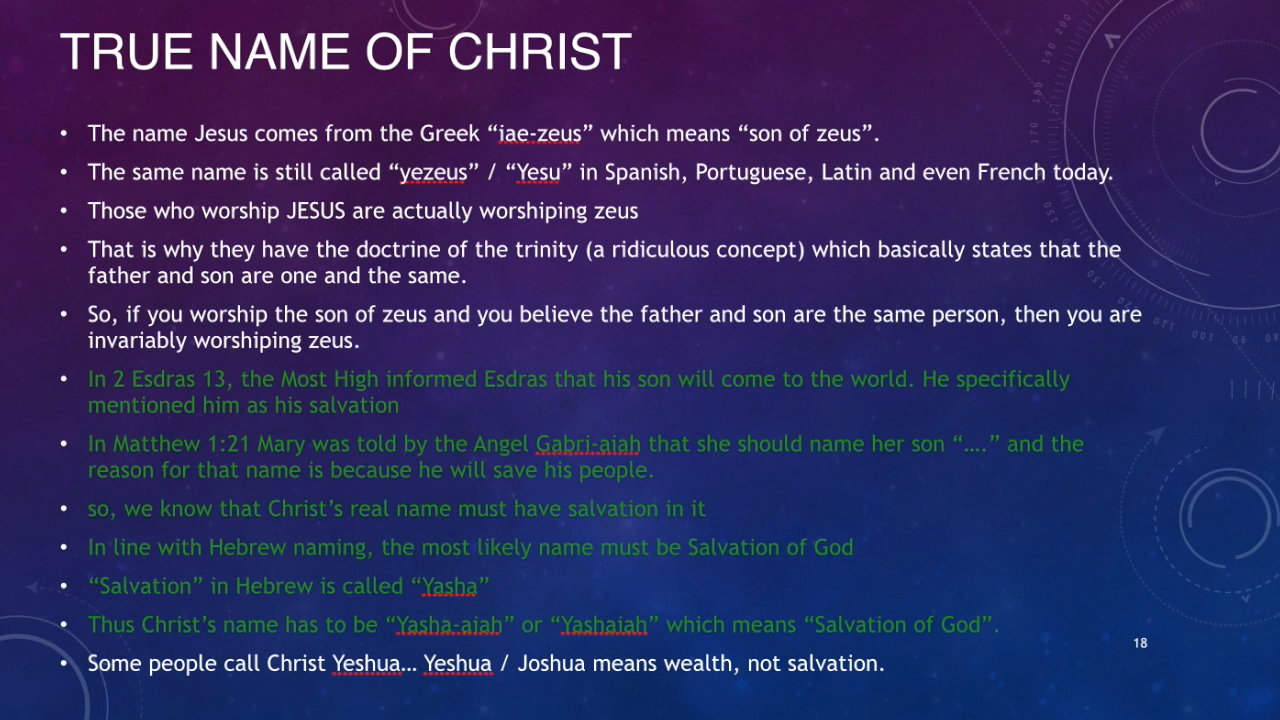 TRUE NAME OF CHRIST
• The name Jesus comes from the Greek “iae-zeus” which means “son of zeus”.
• The same name is still called “yezeus” / “Yesu” in Spanish, Portuguese, Latin and even French today.
• Those who worship JESUS are actually worshiping zeus
• That is why they have the doctrine of the trinity (a ridiculous concept) which basically states that the
father and son are one and the same.
• So, if you worship the son of zeus and you believe the father and son are the same person, then you are
invariably worshiping zeus.
• In 2 Esdras 13, the Most High informed Esdras that his son will come to the world. He specifically
mentioned him as his salvation
• In Matthew 1:21 Mary was told by the Angel Gabri-aiah that she should name her son “….” and the
reason for that name is because he will save his people.
• so, we know that Christ’s real name must have salvation in it
• In line with Hebrew naming, the most likely name must be Salvation of God
• “Salvation” in Hebrew is called “Yasha”
• Thus Christ’s name has to be “Yasha-aiah” or “Yashaiah” which means “Salvation of God”.
18
• Some people call Christ Yeshua… Yeshua / Joshua means wealth, not salvation.